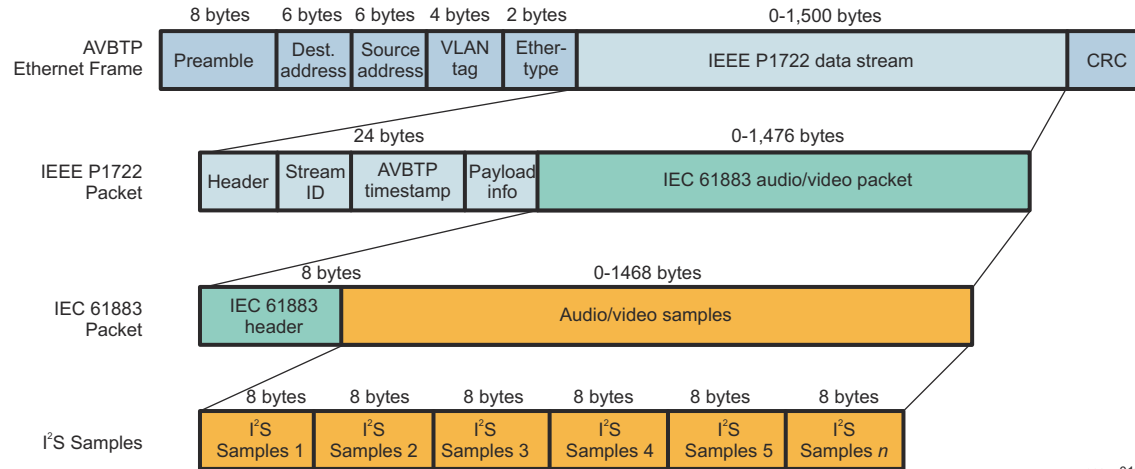 8 bytes 6 bytes 6 bytes 4 bytes 2 bytes 0-1,500 bytes
AVBTP
Ethernet Frame
Preamble
Dest.
address
Source
address
VLAN
tag
Ether-
type
IEEE P1722 data stream
CRC
24 bytes 0-1,476 bytes
IEEE P1722
Packet
Header
Stream
ID
AVBTP
timestamp
Payload
info
IEC 61883 audio/video packet
8 bytes 0-1468 bytes
IEC 61883
Packet
IEC 61883
header
Audio/video samples
8 bytes 8 bytes 8 bytes 8 bytes 8 bytes 8 bytes
I²S Samples
I²S
Samples 1
I²S
Samples 2
I²S
Samples 3
I²S
Samples 4
I²S
Samples 5
I²S
Samples n